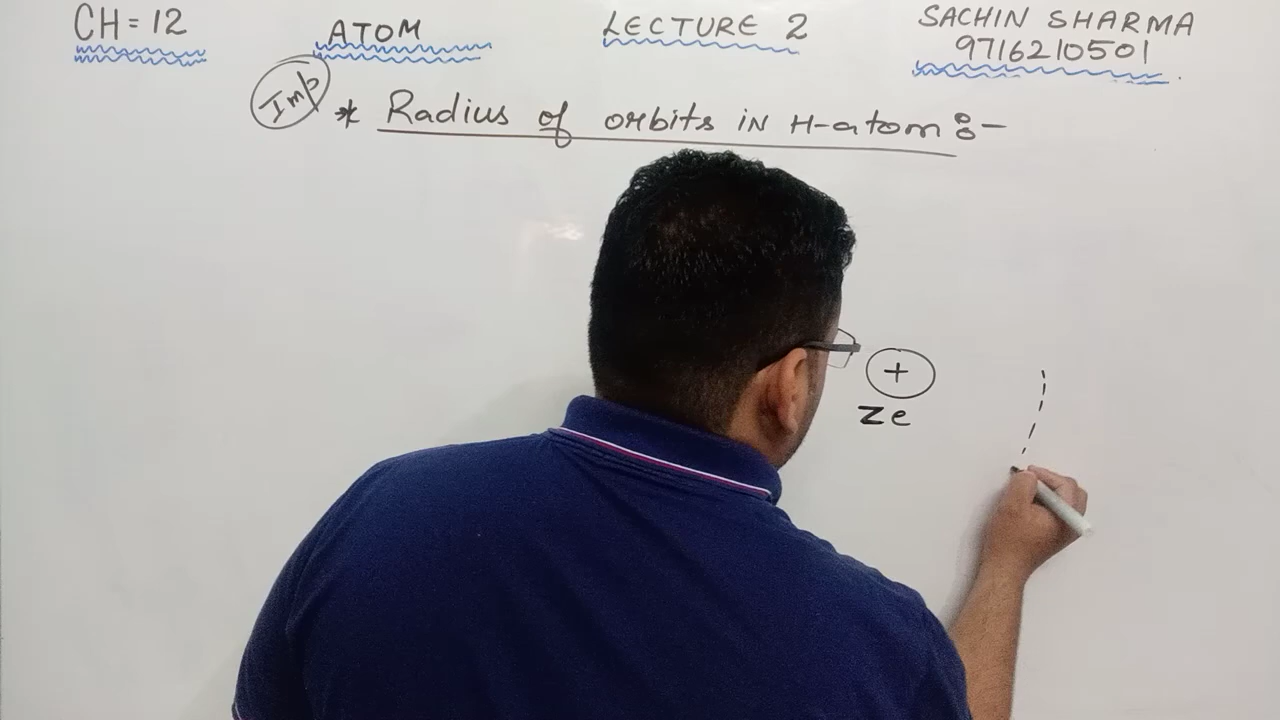 CH = 12 ATOM LECTURE 2 SACHIN SHARMA
9716210501
Imp * Radius of orbits in H-atom :-
+
Ze